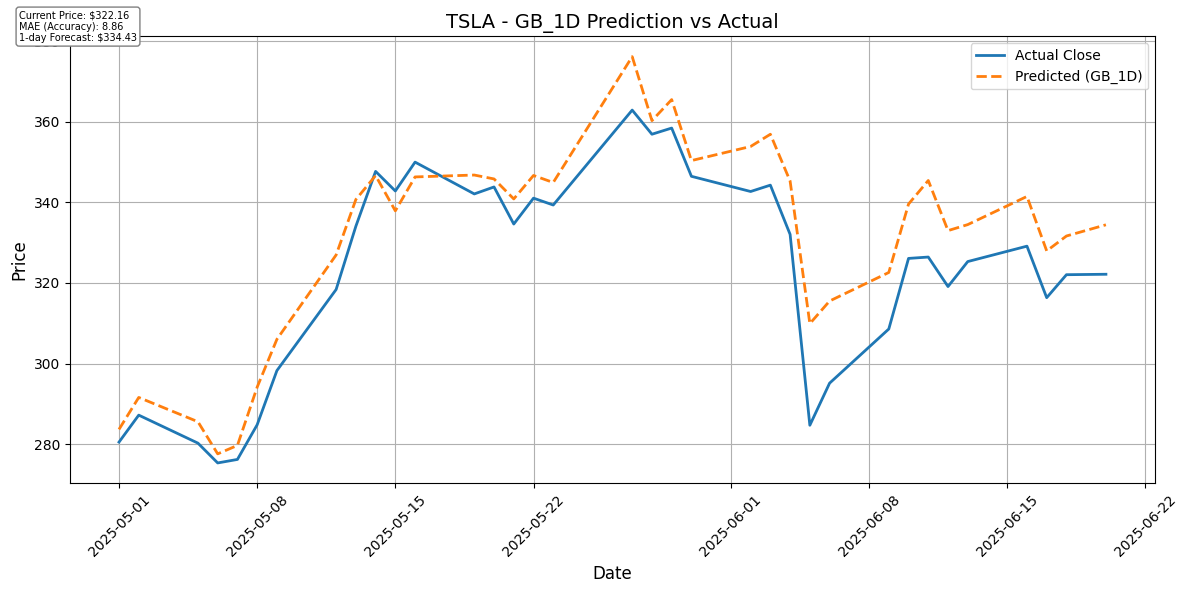 Current Price: $322.16
MAE (Accuracy): 8.86
1-day Forecast: $334.43
TSLA - GB_1D Prediction vs Actual
Actual Close
Predicted (GB_1D)
Price
360
340
320
300
280
2025-05-01
2025-05-08
2025-05-15
2025-05-22
2025-06-01
2025-06-08
2025-06-15
2025-06-22
Date